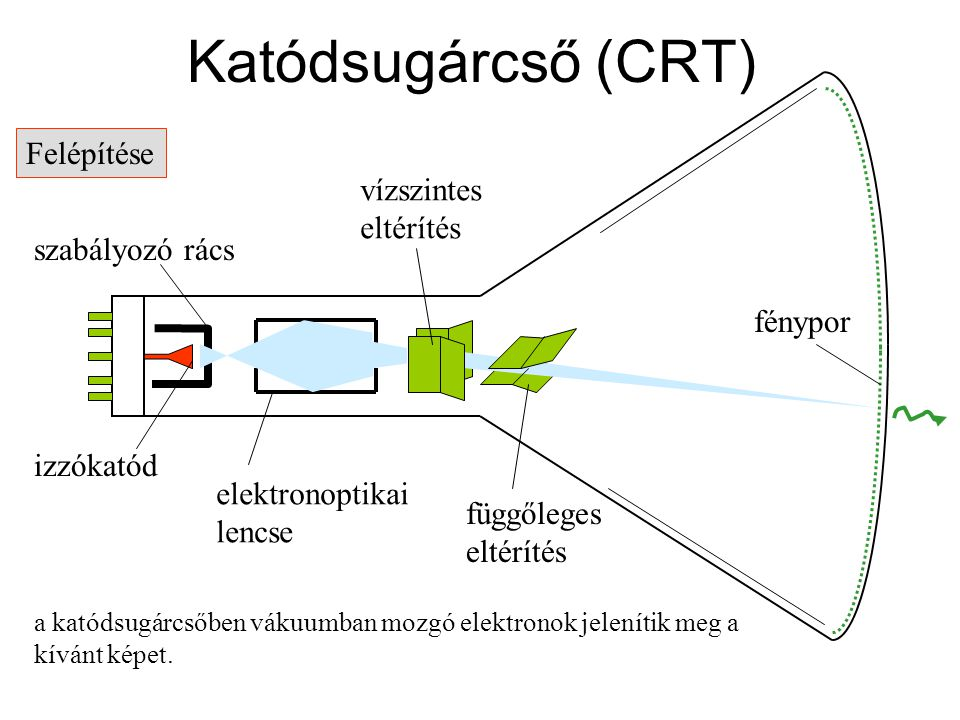 Katódsugárcső (CRT)
Felépítése
vízszintes
eltérítés
szabályozó rács
fénypor
izzókatód
elektronoptikai
lencse
függőleges
eltérítés
a katódsugárcsőben vákuumban mozgó elektronok jelenítik meg a
kívánt képet.